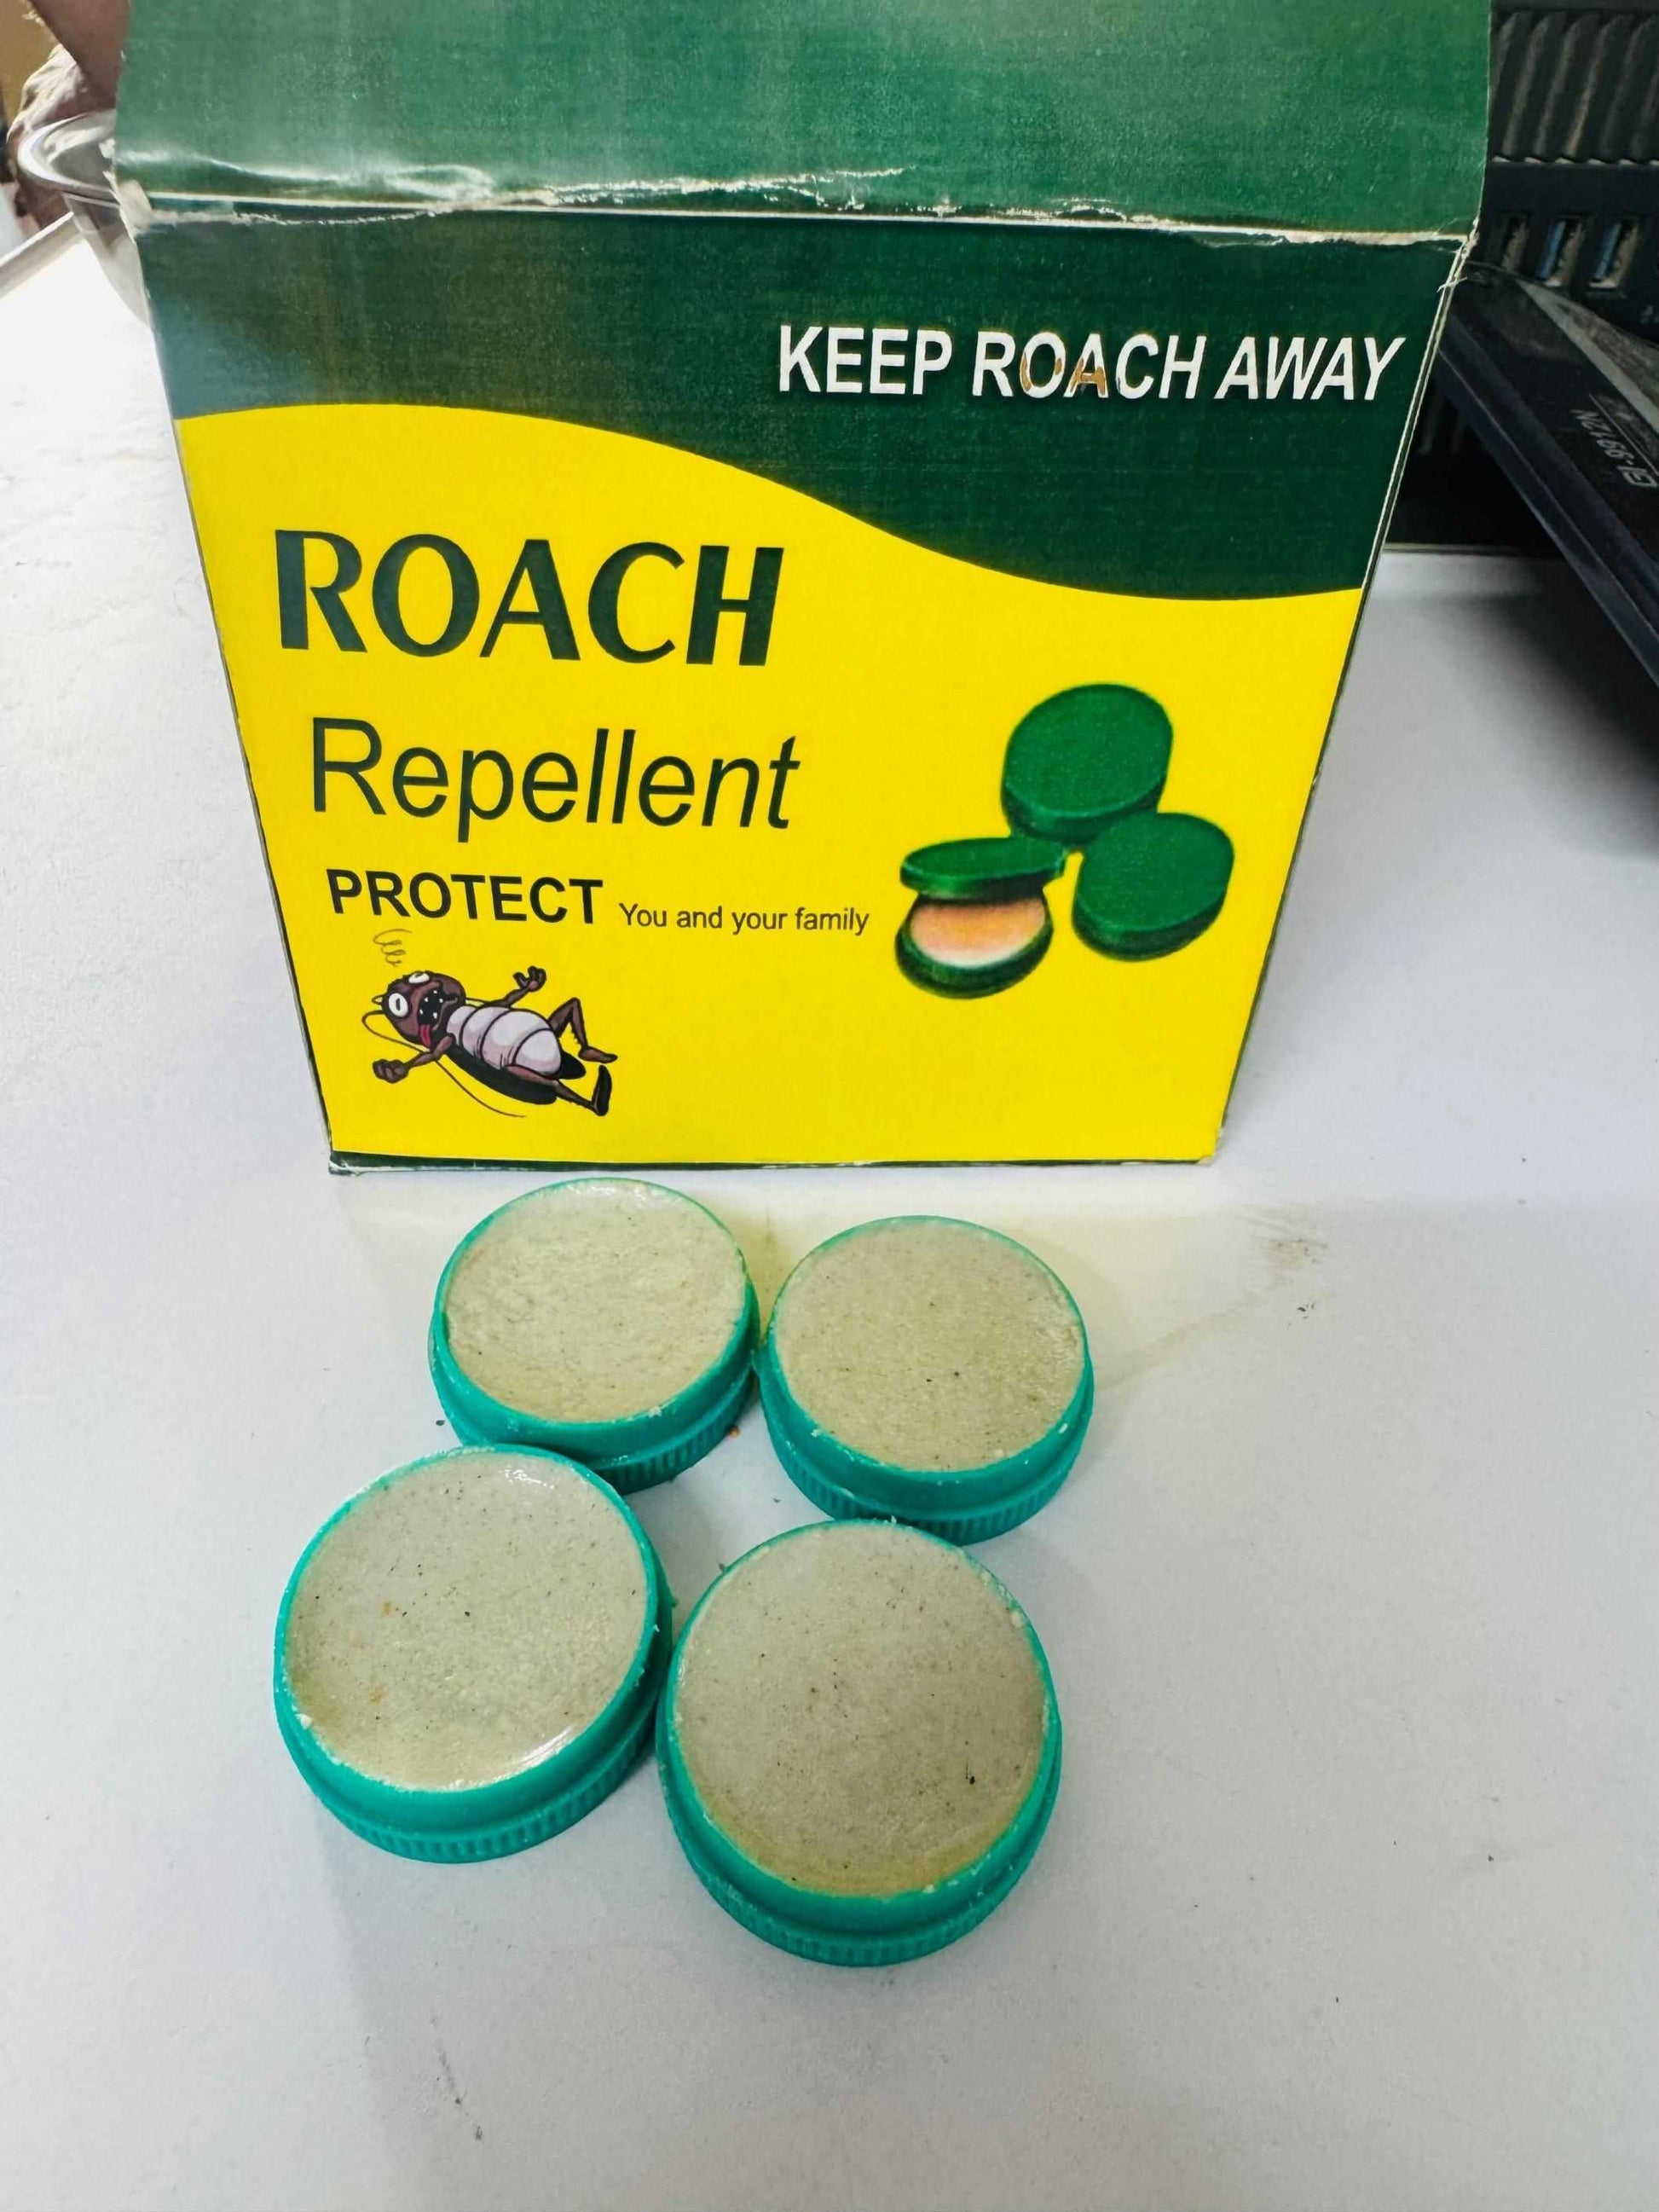 KEEP ROACH AWAY
ROACH
Repellent
PROTECT You and your family